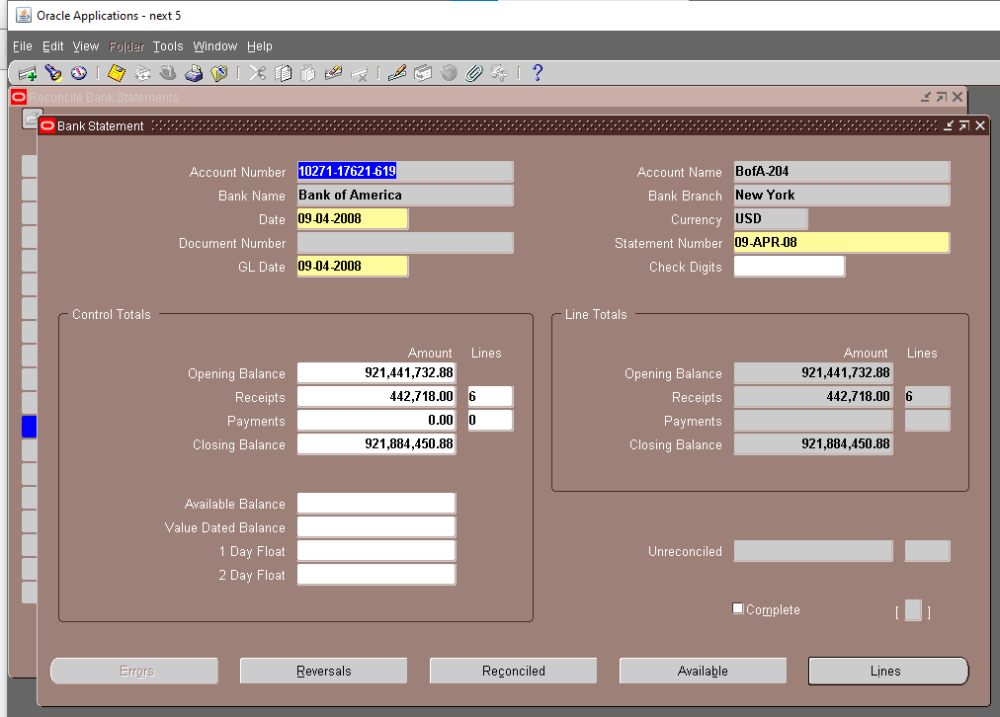 Oracle Applications - next 5
File Edit View Folder Tools Window Help
Reconcile Bank Statements
Bank Statement
Account Number 10271-17621-619 Account Name BofA-204
Bank Name Bank of America Bank Branch New York
Date 09-04-2008 Currency USD
Document Number Statement Number 09-APR-08
GL Date 09-04-2008 Check Digits
Control Totals
Amount Lines
Opening Balance 921,441,732.88
Receipts 442,718.00 6
Payments 0.00 0
Closing Balance 921,884,450.88
Available Balance
Value Dated Balance
1 Day Float
2 Day Float
Line Totals
Amount Lines
Opening Balance 921,441,732.88
Receipts 442,718.00 6
Payments
Closing Balance 921,884,450.88
Unreconciled
Complete [ ]
Errors Reversals Reconciled Available Lines